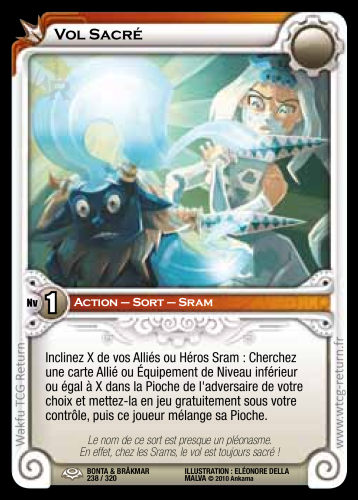 Vol Sacré
Nv 1 Action – Sort – Sram
Inclinez X de vos Alliés ou Héros Sram : Cherchez
une carte Allié ou Équipement de Niveau inférieur
ou égal à X dans la Pioche de l'adversaire de votre
choix et mettez-la en jeu gratuitement sous votre
contrôle, puis ce joueur mélange sa Pioche.
Le nom de ce sort est presque un pléonasme.
En effet, chez les Srams, le vol est toujours sacré !
BONTA & BRÂKMAR
238 / 320
ILLUSTRATION : ELÉONORE DELLA
MALVA © 2010 Ankama
Wakfu TCG Return
www.wtcg-return.fr